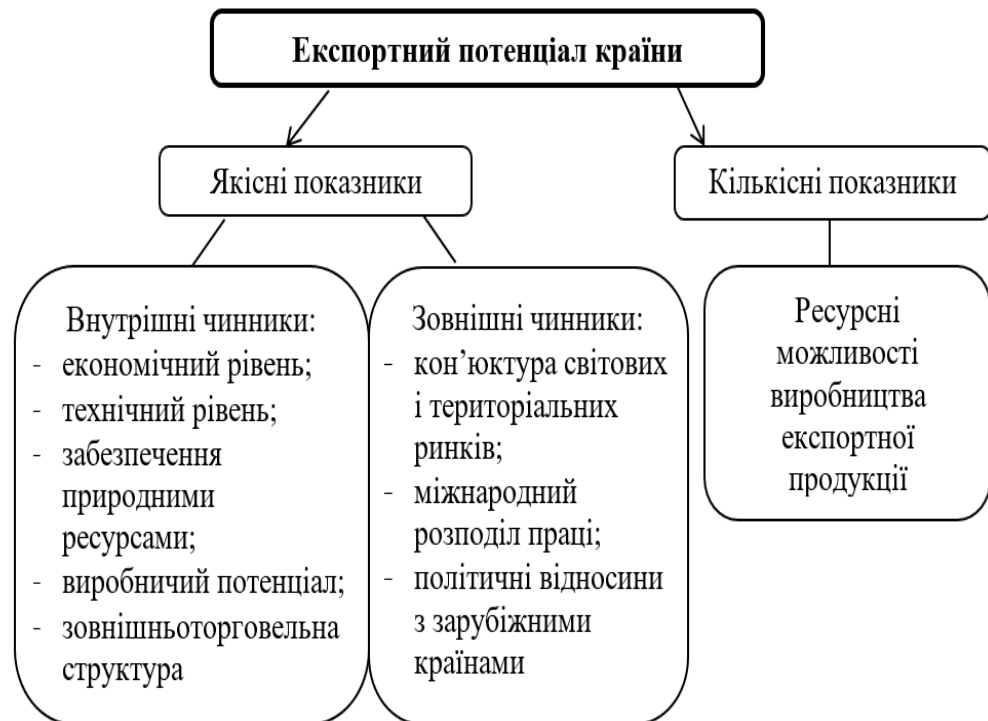 Експортний потенціал країни
Якісні показники
Кількісні показники
Внутрішні чинники:
- економічний рівень;
- технічний рівень;
- забезпечення
природними
ресурсами;
- виробничий потенціал;
- зовнішньоторговельна
структура
Зовнішні чинники:
- кон’юктура світових
і територіальних
ринків;
- міжнародний
розподіл праці;
- політичні відносини
з зарубіжними
країнами
Ресурсні
можливості
виробництва
експортної
продукції